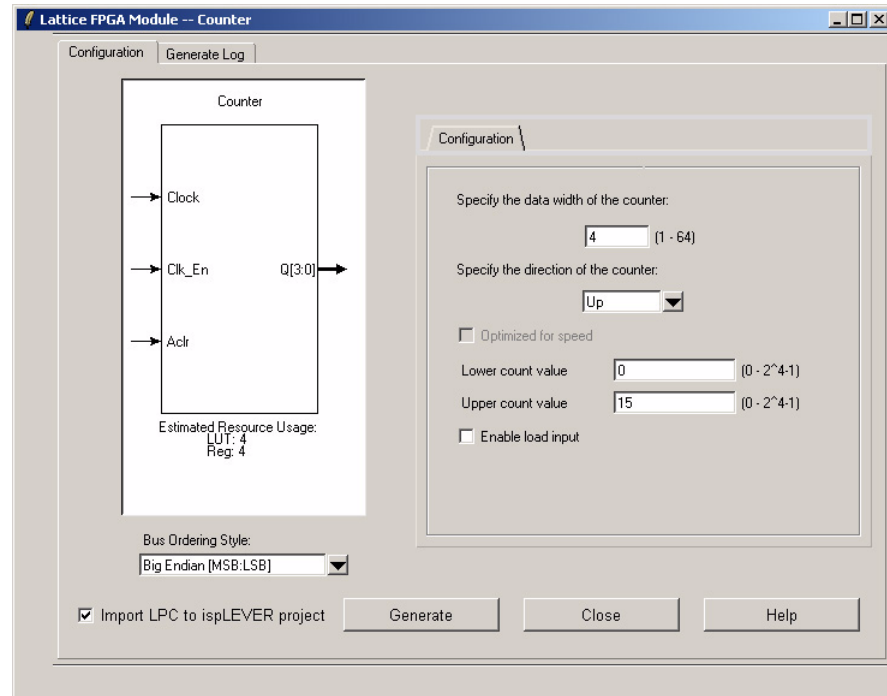 Lattice FPGA Module -- Counter
Configuration
Generate Log
Counter
Clock
Clk_En
Q[3:0]
Aclr
Estimated Resource Usage:
LUT: 4
Reg: 4
Bus Ordering Style:
Big Endian [MSB:LSB]
Configuration
Specify the data width of the counter:
4 (1 - 64)
Specify the direction of the counter:
Up
Optimized for speed
Lower count value 0 (0 - 2^4-1)
Upper count value 15 (0 - 2^4-1)
Enable load input
Import LPC to ispLEVER project
Generate
Close
Help